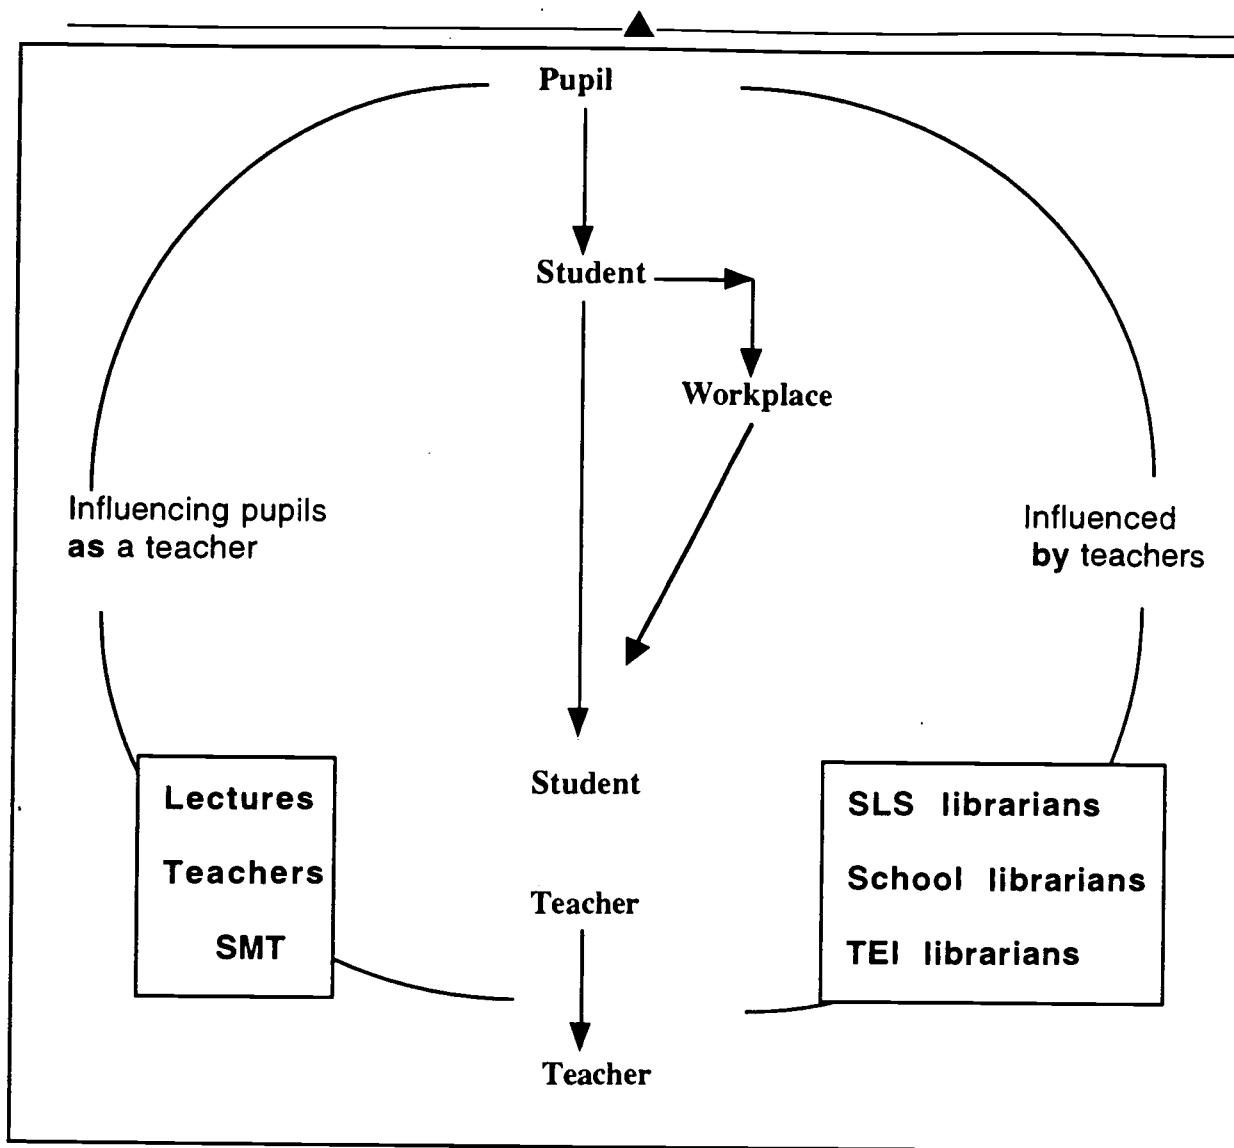 Pupil
Student
Workplace
Influencing pupils
as a teacher
Influenced
by teachers
Lectures
Teachers
SMT
Student
Teacher
SLS librarians
School librarians
TEI librarians
Teacher